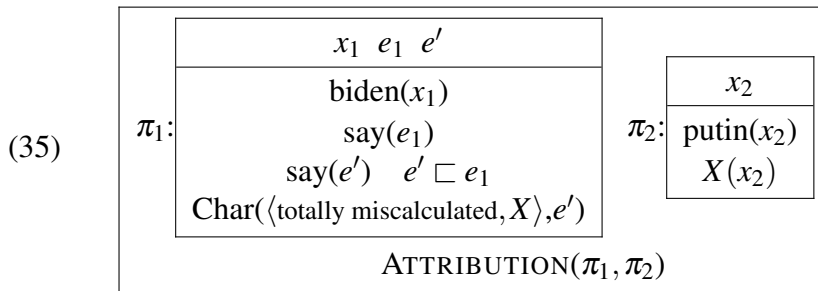 (35)
π₁:
x₁ e₁ e′
biden(x₁)
say(e₁)
say(e′) e′ ⊏ e₁
Char(⟨totally miscalculated, X⟩,e′)
π₂:
x₂
putin(x₂)
X(x₂)
ATTRIBUTION(π₁, π₂)